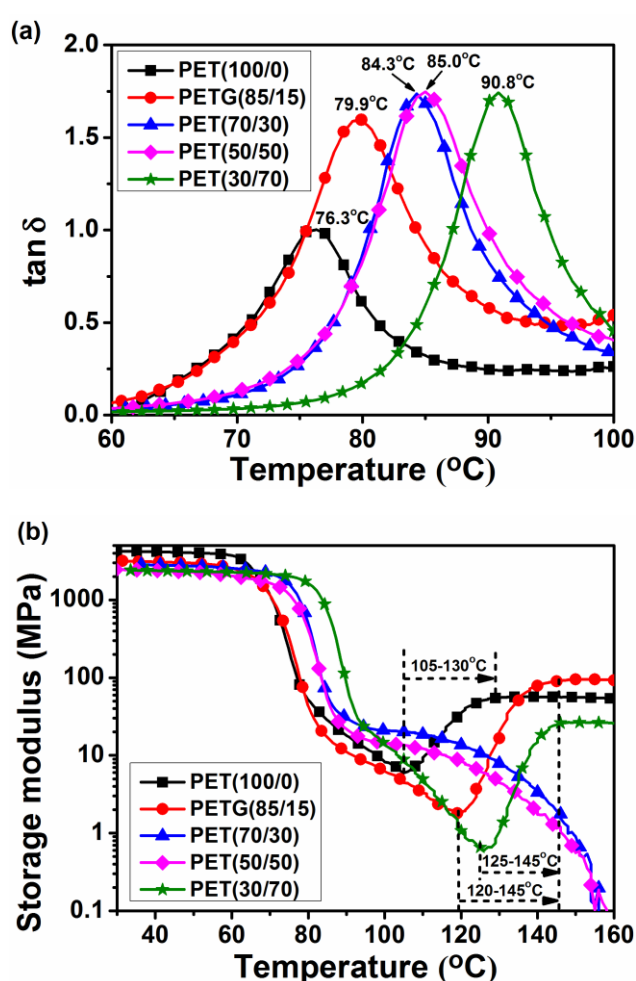 (a)
2.0
1.5
1.0
0.5
0.0
tan δ
PET(100/0)
PETG(85/15)
PET(70/30)
PET(50/50)
PET(30/70)
84.3°C 85.0°C
90.8°C
79.9°C
76.3°C
60 70 80 90 100
Temperature (°C)
(b)
1000
100
10
1
0.1
Storage modulus (MPa)
105-130°C
PET(100/0)
PETG(85/15)
PET(70/30)
PET(50/50)
PET(30/70)
125-145°C
120-145°C
40 60 80 100 120 140 160
Temperature (°C)